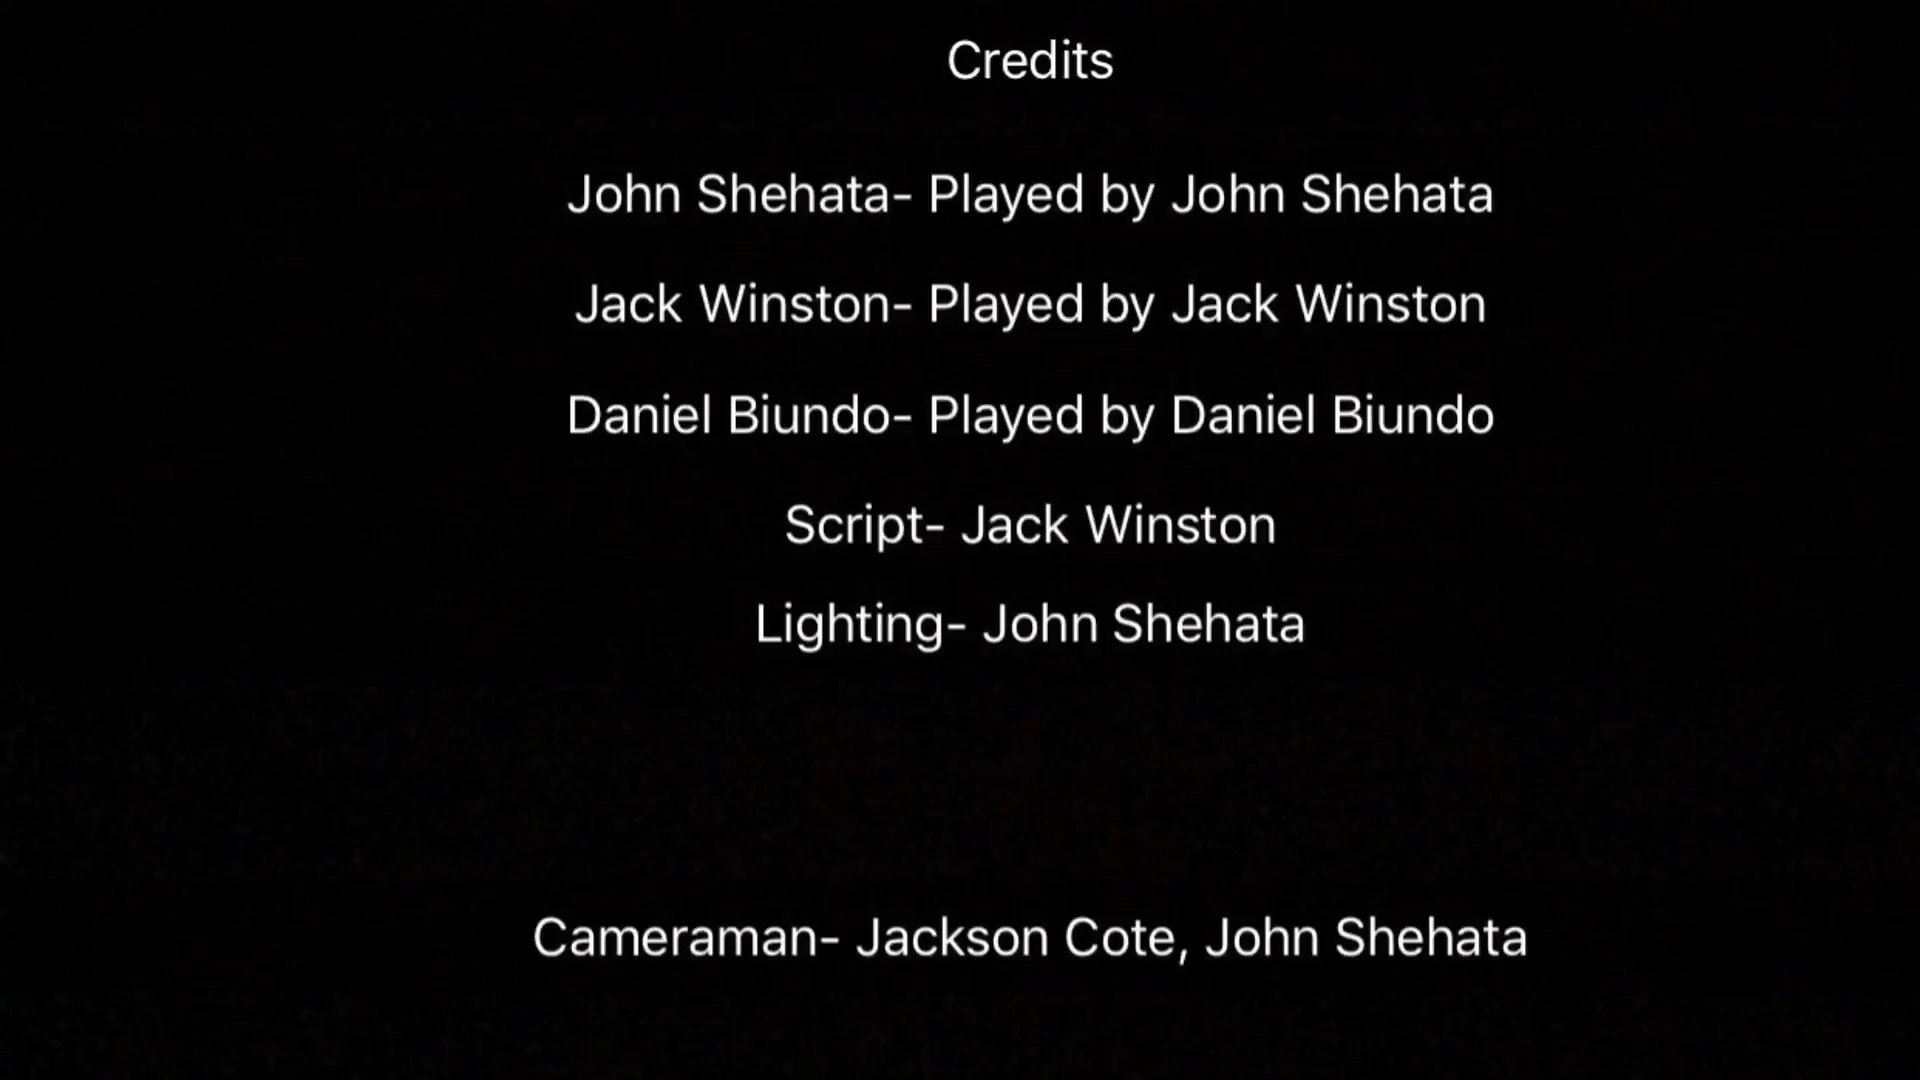 Credits
John Shehata- Played by John Shehata
Jack Winston- Played by Jack Winston
Daniel Biundo- Played by Daniel Biundo
Script- Jack Winston
Lighting- John Shehata
Cameraman- Jackson Cote, John Shehata